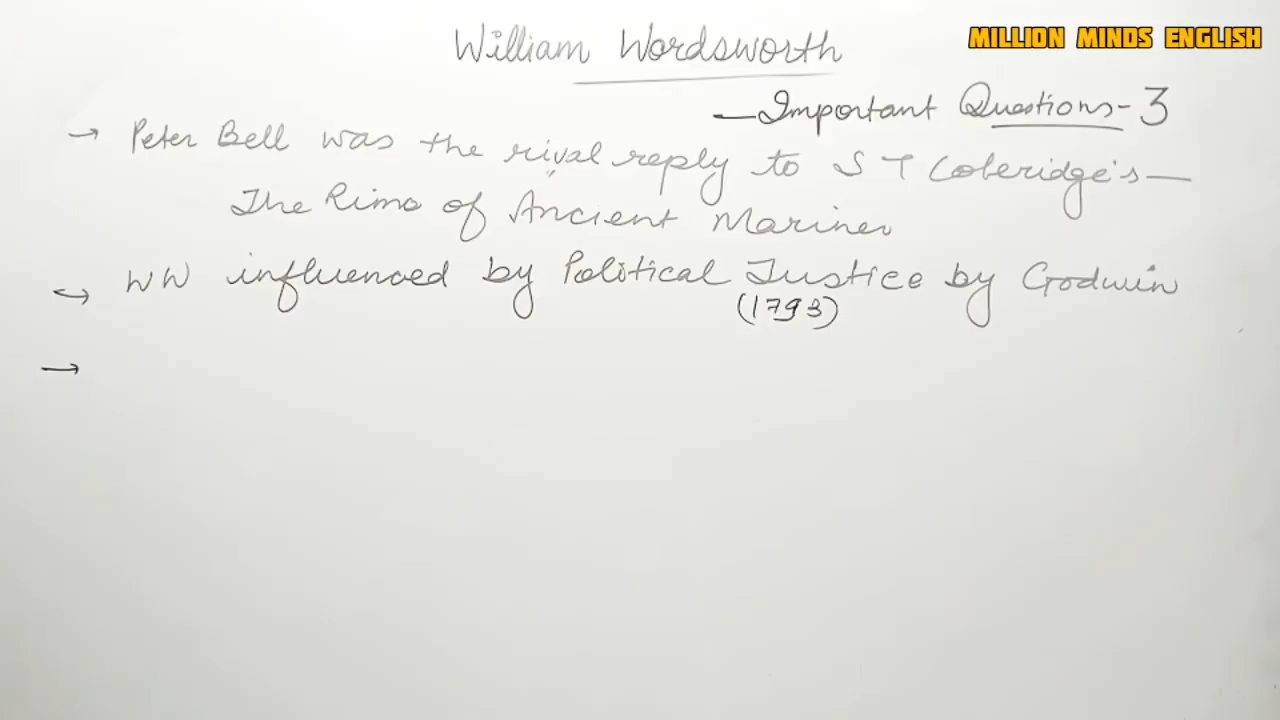 William Wordsworth
MILLION MINDS ENGLISH
— Important Questions - 3
→ Peter Bell was the rival reply to S T Coleridge's —
The Rime of Ancient Mariner
→ WW influenced by Political Justice by Godwin
(1793)
→